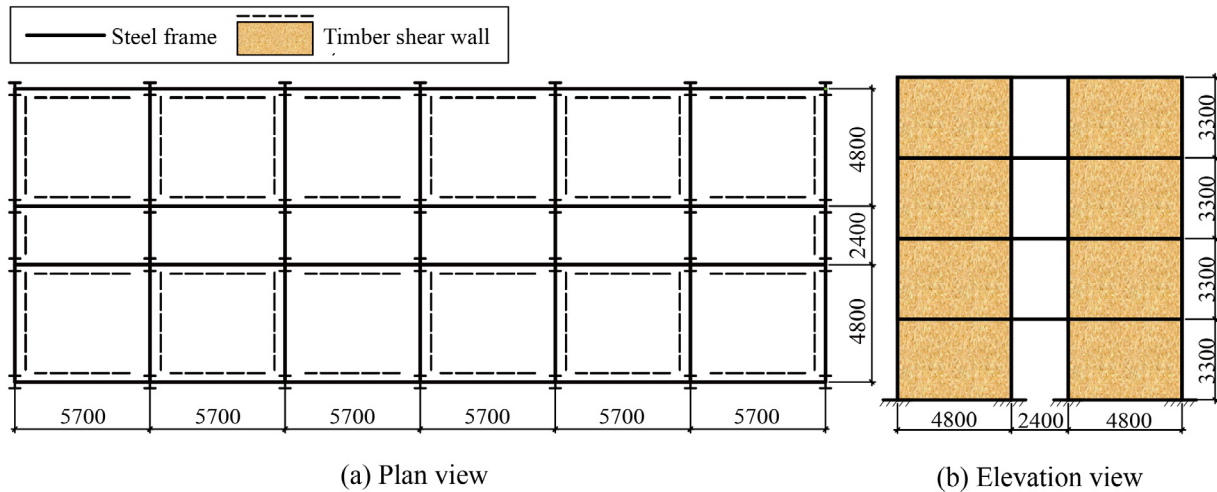 Steel frame
Timber shear wall
4800
2400
4800
5700 5700 5700 5700 5700 5700
(a) Plan view
3300
3300
3300
3300
4800 2400 4800
(b) Elevation view